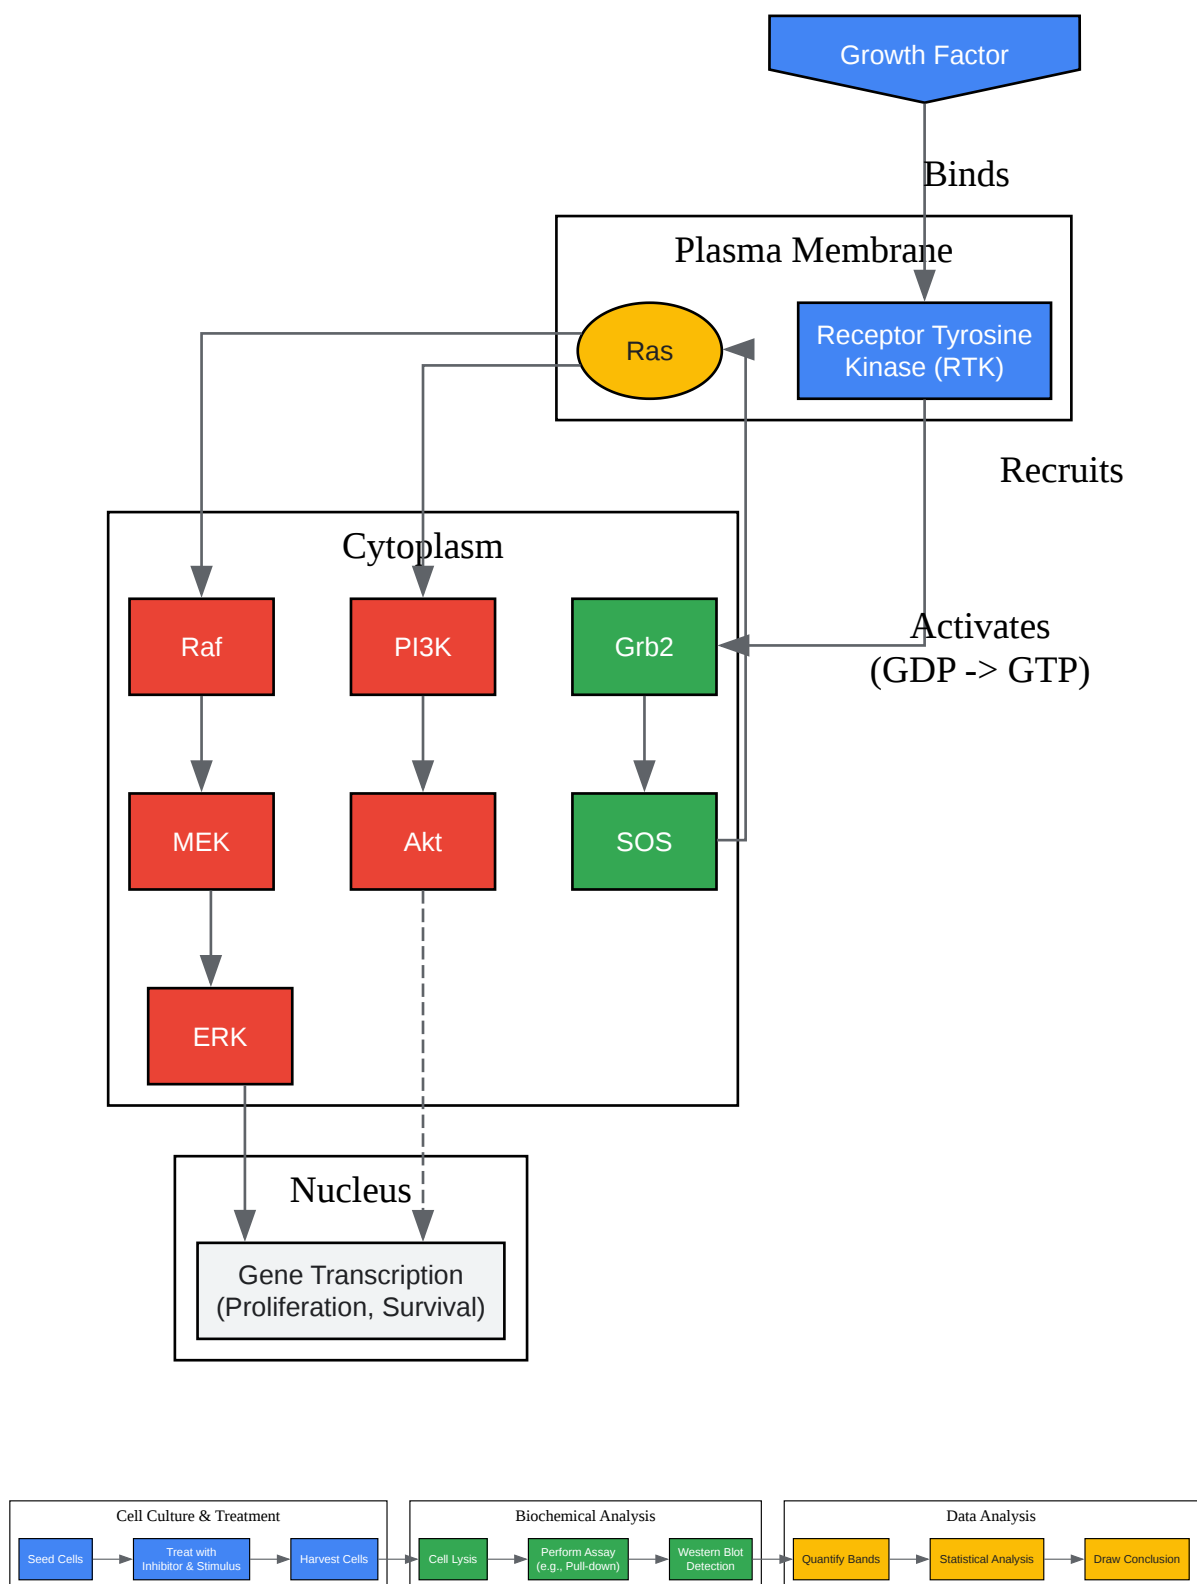 Growth Factor
Binds
Plasma Membrane
Ras
Receptor Tyrosine
Kinase (RTK)
Recruits
Cytoplasm
Raf
PI3K
Grb2
Activates
(GDP -> GTP)
MEK
Akt
SOS
ERK
Nucleus
Gene Transcription
(Proliferation, Survival)
Cell Culture & Treatment
Seed Cells
Treat with
Inhibitor & Stimulus
Harvest Cells
Biochemical Analysis
Cell Lysis
Perform Assay
(e.g., Pull-down)
Western Blot
Detection
Data Analysis
Quantify Bands
Statistical Analysis
Draw Conclusion